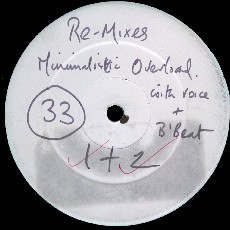 Re-Mixes
Minimalistic Overload.
with voice
+
B'Beat
33
1 + 2